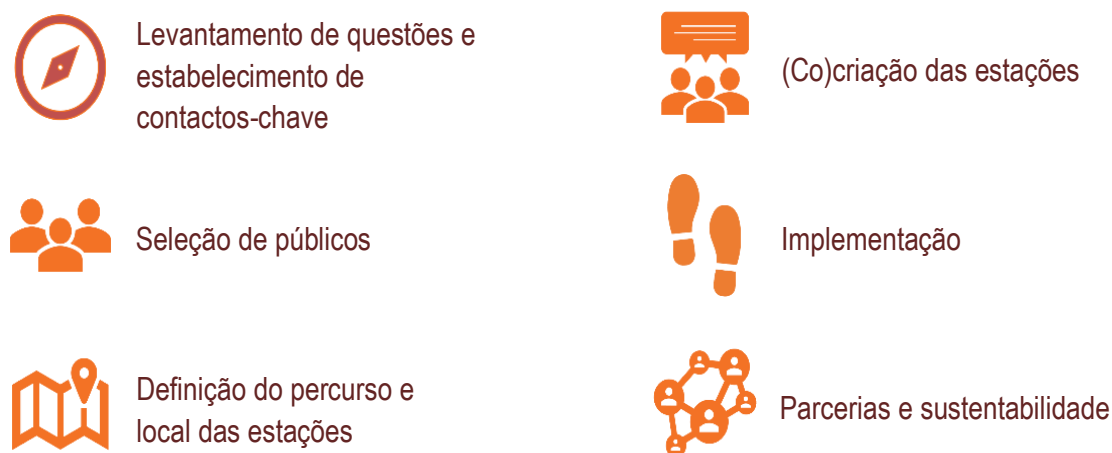 Levantamento de questões e
estabelecimento de
contactos-chave
Seleção de públicos
Definição do percurso e
local das estações
(Co)criação das estações
Implementação
Parcerias e sustentabilidade